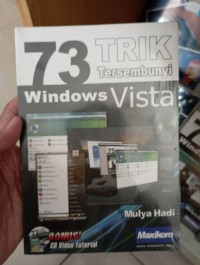 73 TRIK
Tersembunyi
Windows Vista
Mulya Hadi
BONUS!
CD Video Tutorial
Maxikom